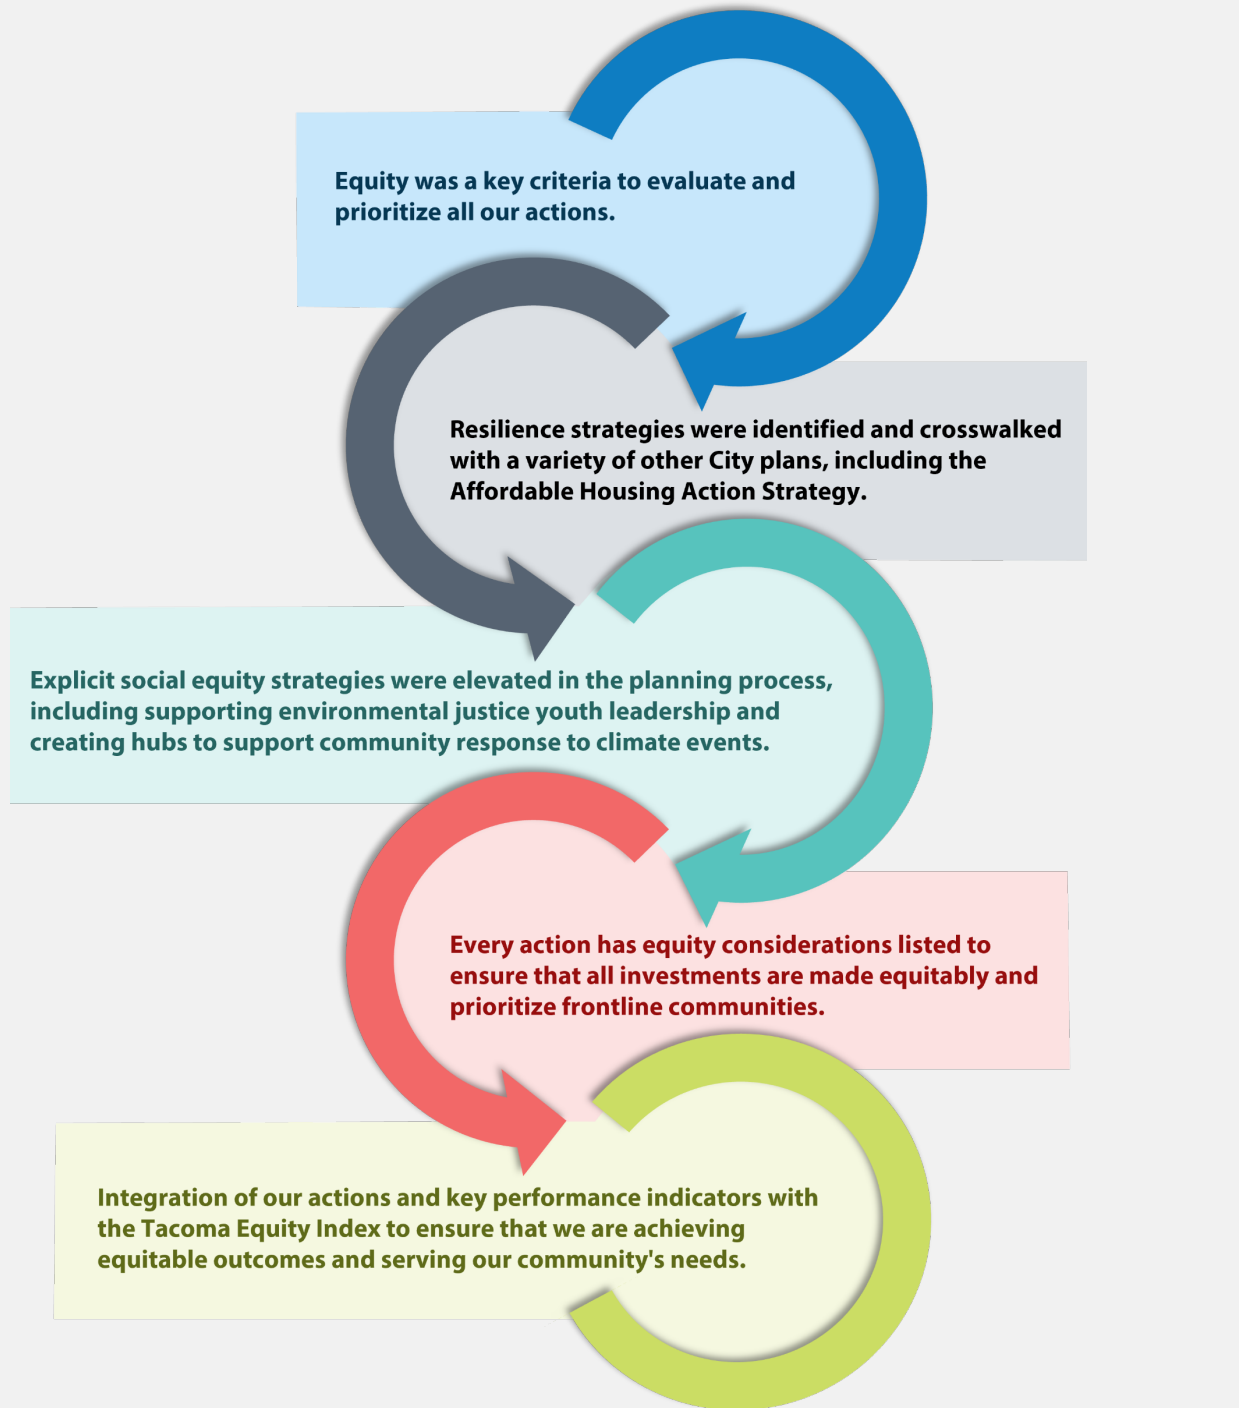 Equity was a key criteria to evaluate and
prioritize all our actions.
Resilience strategies were identified and crosswalked
with a variety of other City plans, including the
Affordable Housing Action Strategy.
Explicit social equity strategies were elevated in the planning process,
including supporting environmental justice youth leadership and
creating hubs to support community response to climate events.
Every action has equity considerations listed to
ensure that all investments are made equitably and
prioritize frontline communities.
Integration of our actions and key performance indicators with
the Tacoma Equity Index to ensure that we are achieving
equitable outcomes and serving our community's needs.